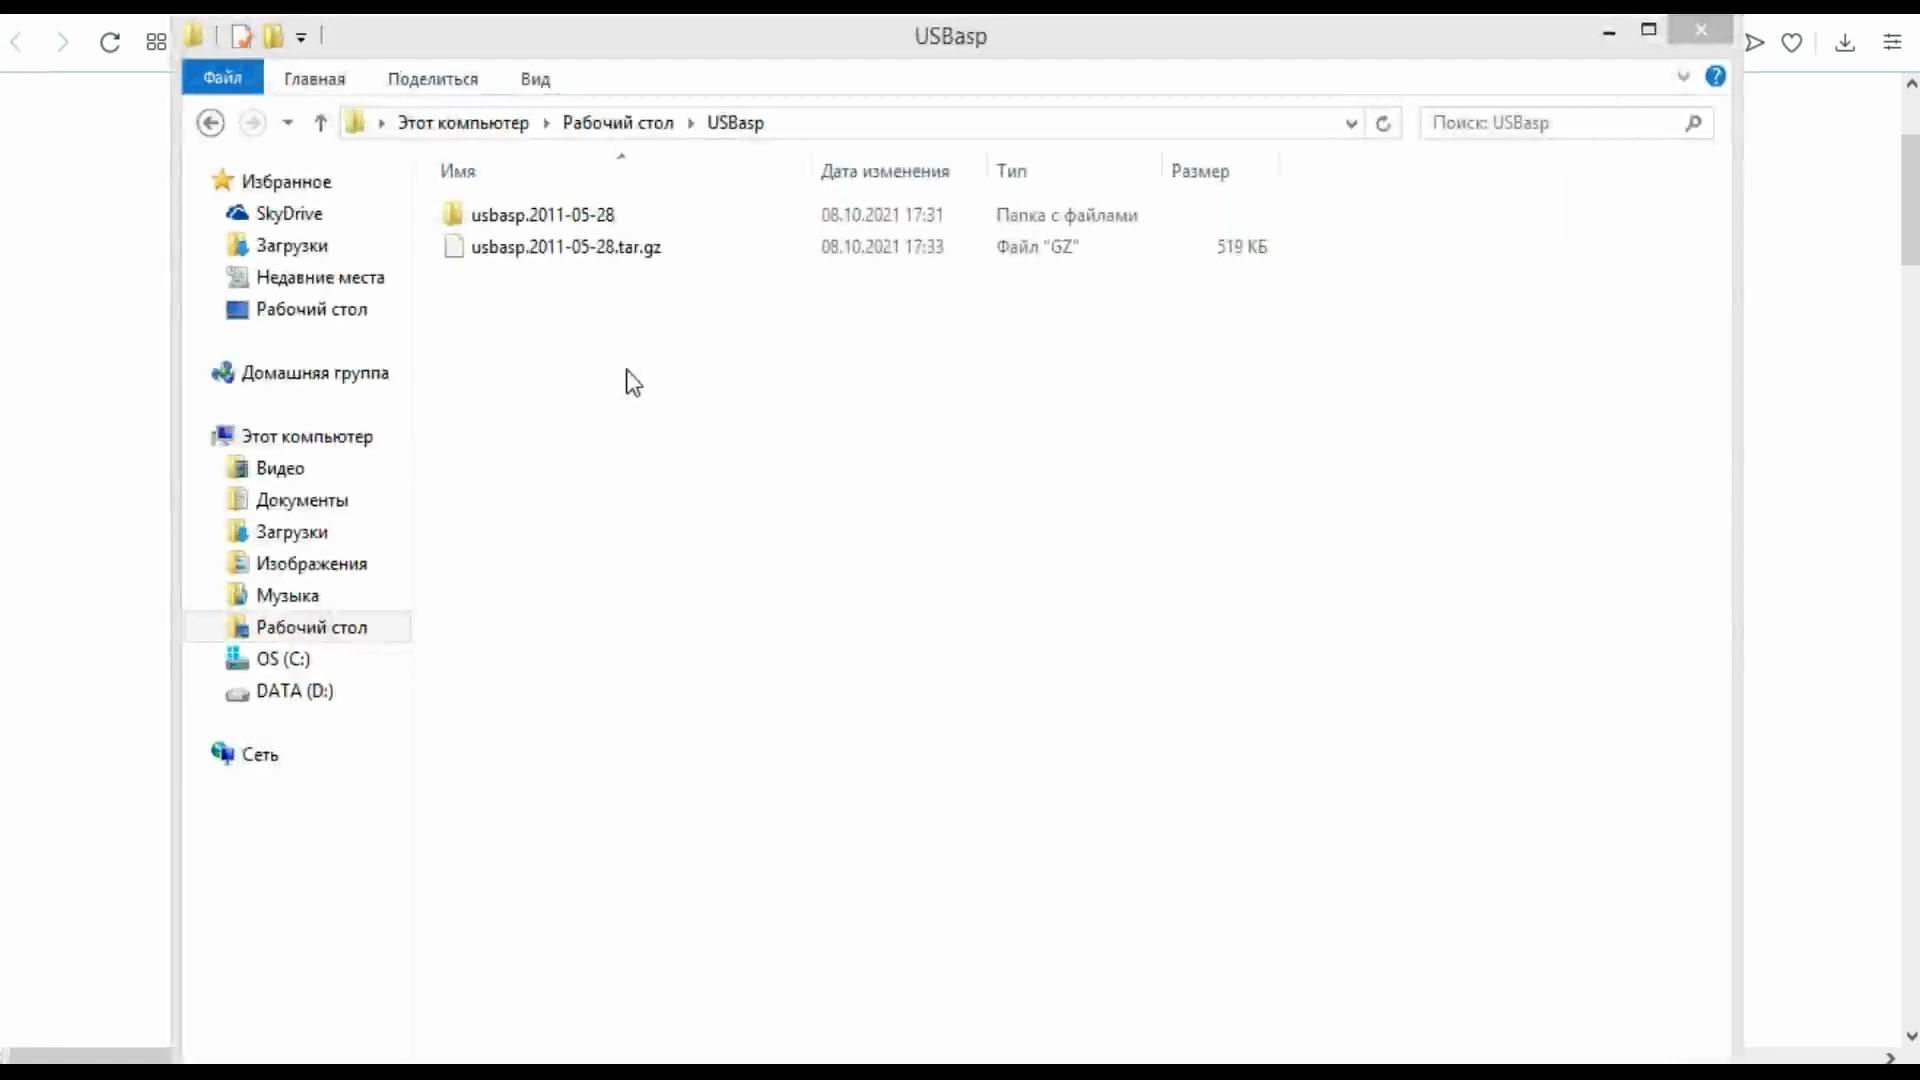 USBasp
Файл Главная Поделиться Вид
Этот компьютер Рабочий стол USBasp Поиск: USBasp
Имя Дата изменения Тип Размер
usbasp.2011-05-28 08.10.2021 17:31 Папка с файлами
usbasp.2011-05-28.tar.gz 08.10.2021 17:33 Файл "GZ" 519 КБ
Избранное
SkyDrive
Загрузки
Недавние места
Рабочий стол
Домашняя группа
Этот компьютер
Видео
Документы
Загрузки
Изображения
Музыка
Рабочий стол
OS (C:)
DATA (D:)
Сеть